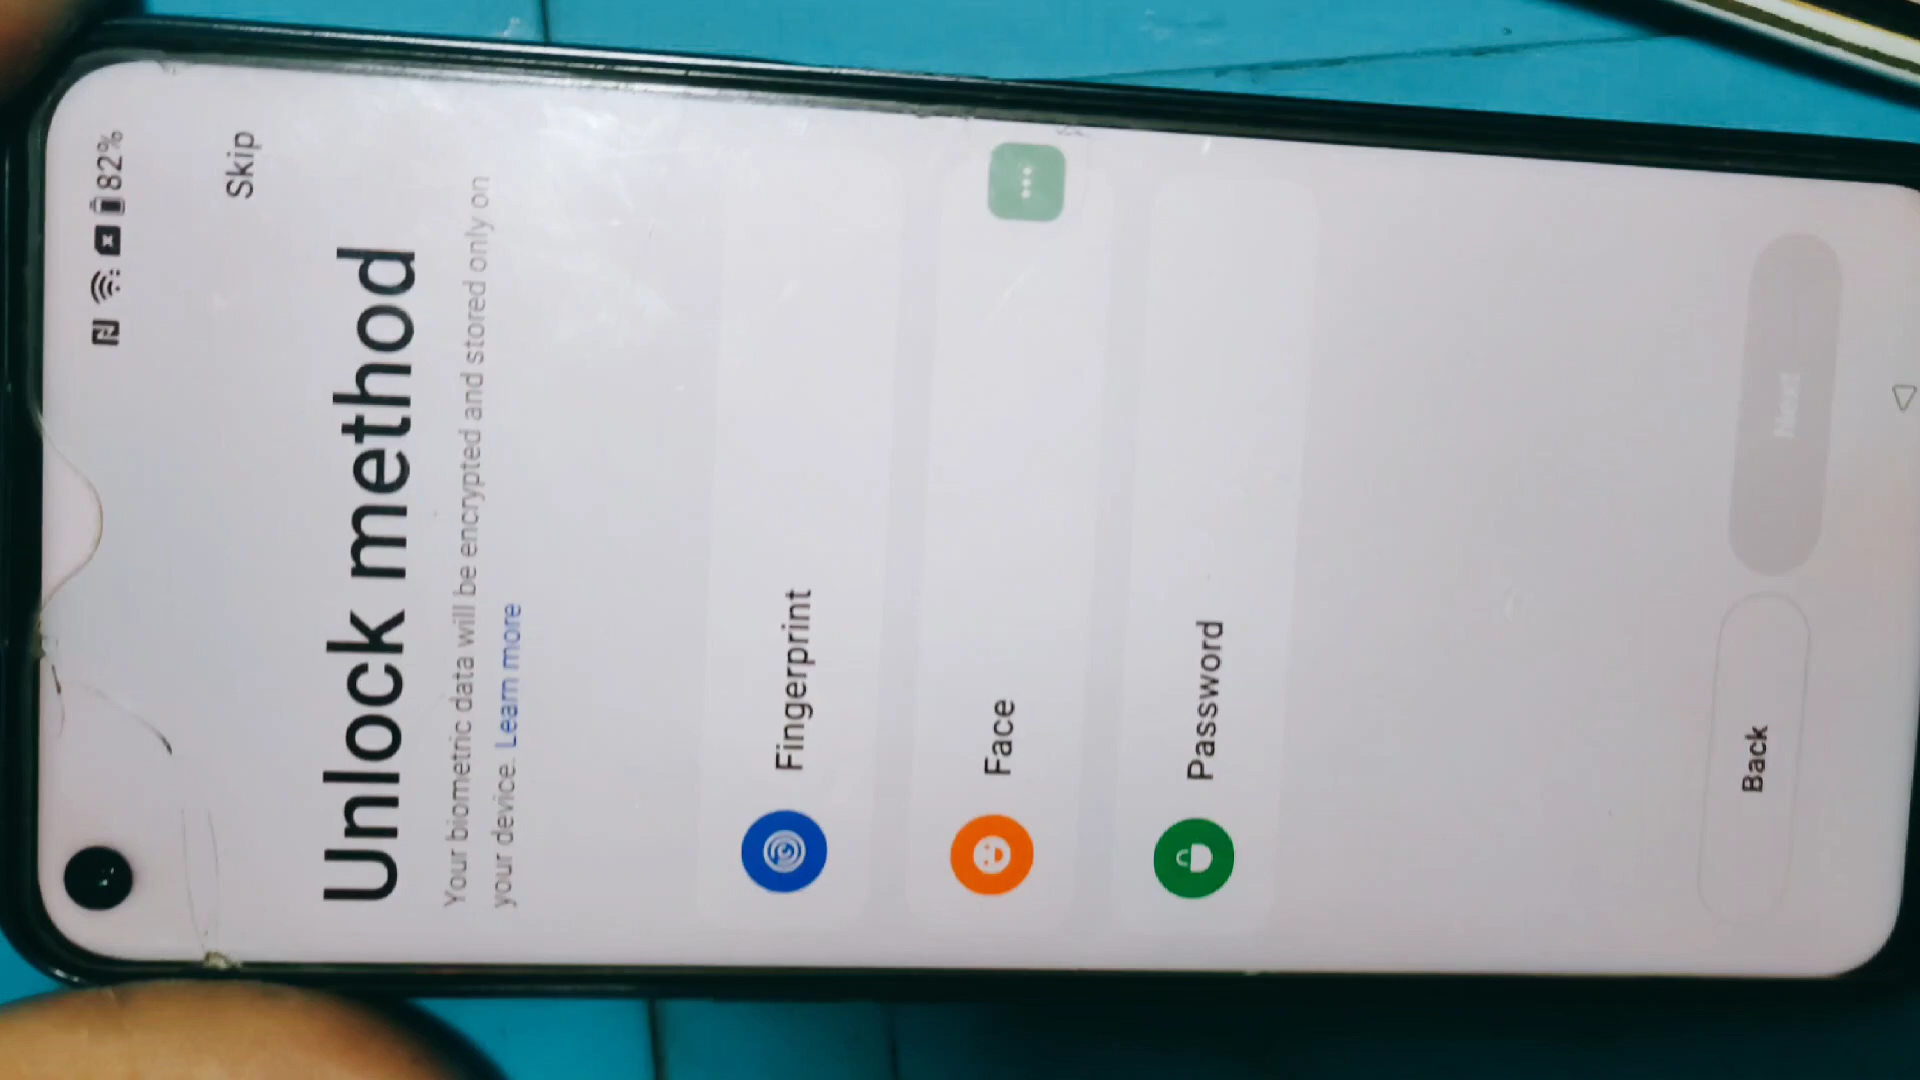 82%
Skip
Unlock method
Your biometric data will be encrypted and stored only on
your device. Learn more
Fingerprint
Face
Password
Back
Next